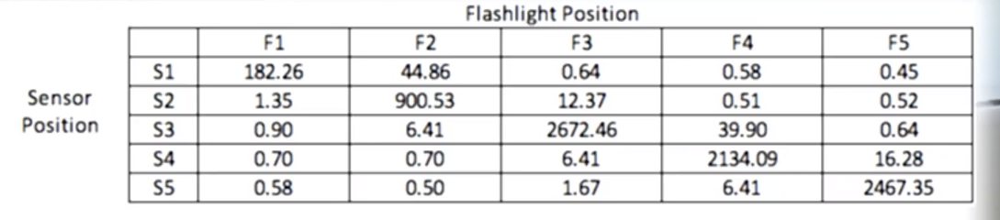 Flashlight Position
F1 F2 F3 F4 F5
S1 182.26 44.86 0.64 0.58 0.45
Sensor Position S2 1.35 900.53 12.37 0.51 0.52
S3 0.90 6.41 2672.46 39.90 0.64
S4 0.70 0.70 6.41 2134.09 16.28
S5 0.58 0.50 1.67 6.41 2467.35